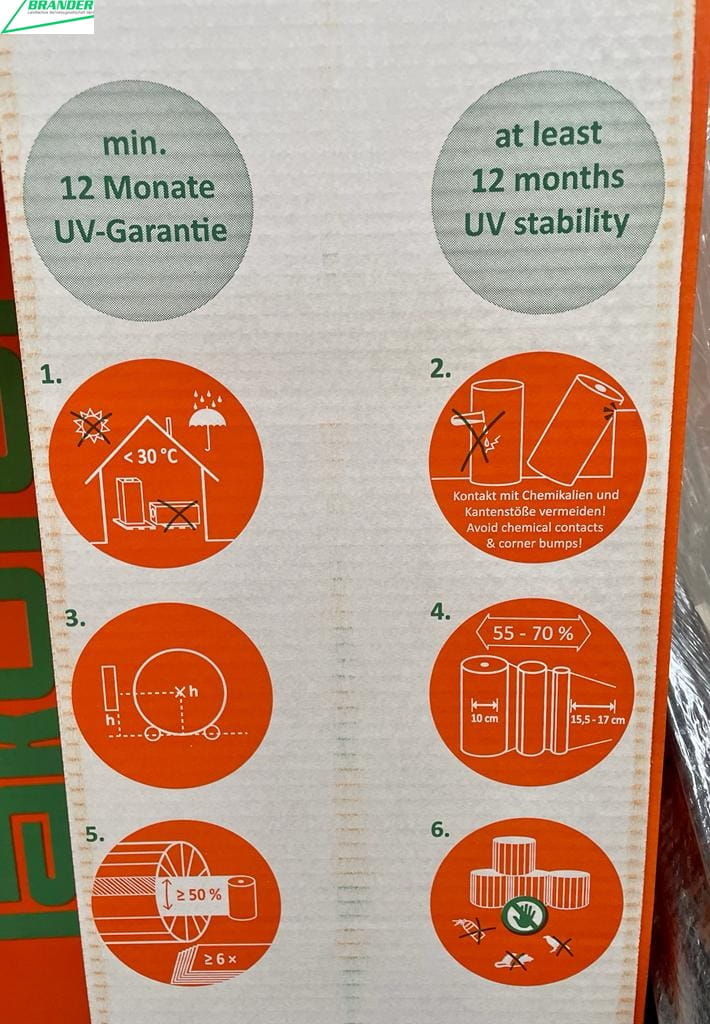 BRANDER
min.
12 Monate
UV-Garantie
at least
12 months
UV stability
1.
< 30 °C
2.
Kontakt mit Chemikalien und
Kantenstöße vermeiden!
Avoid chemical contacts
& corner bumps!
3.
h
h
4.
55 - 70 %
10 cm
15,5 - 17 cm
5.
≥ 50 %
≥ 6 x
6.